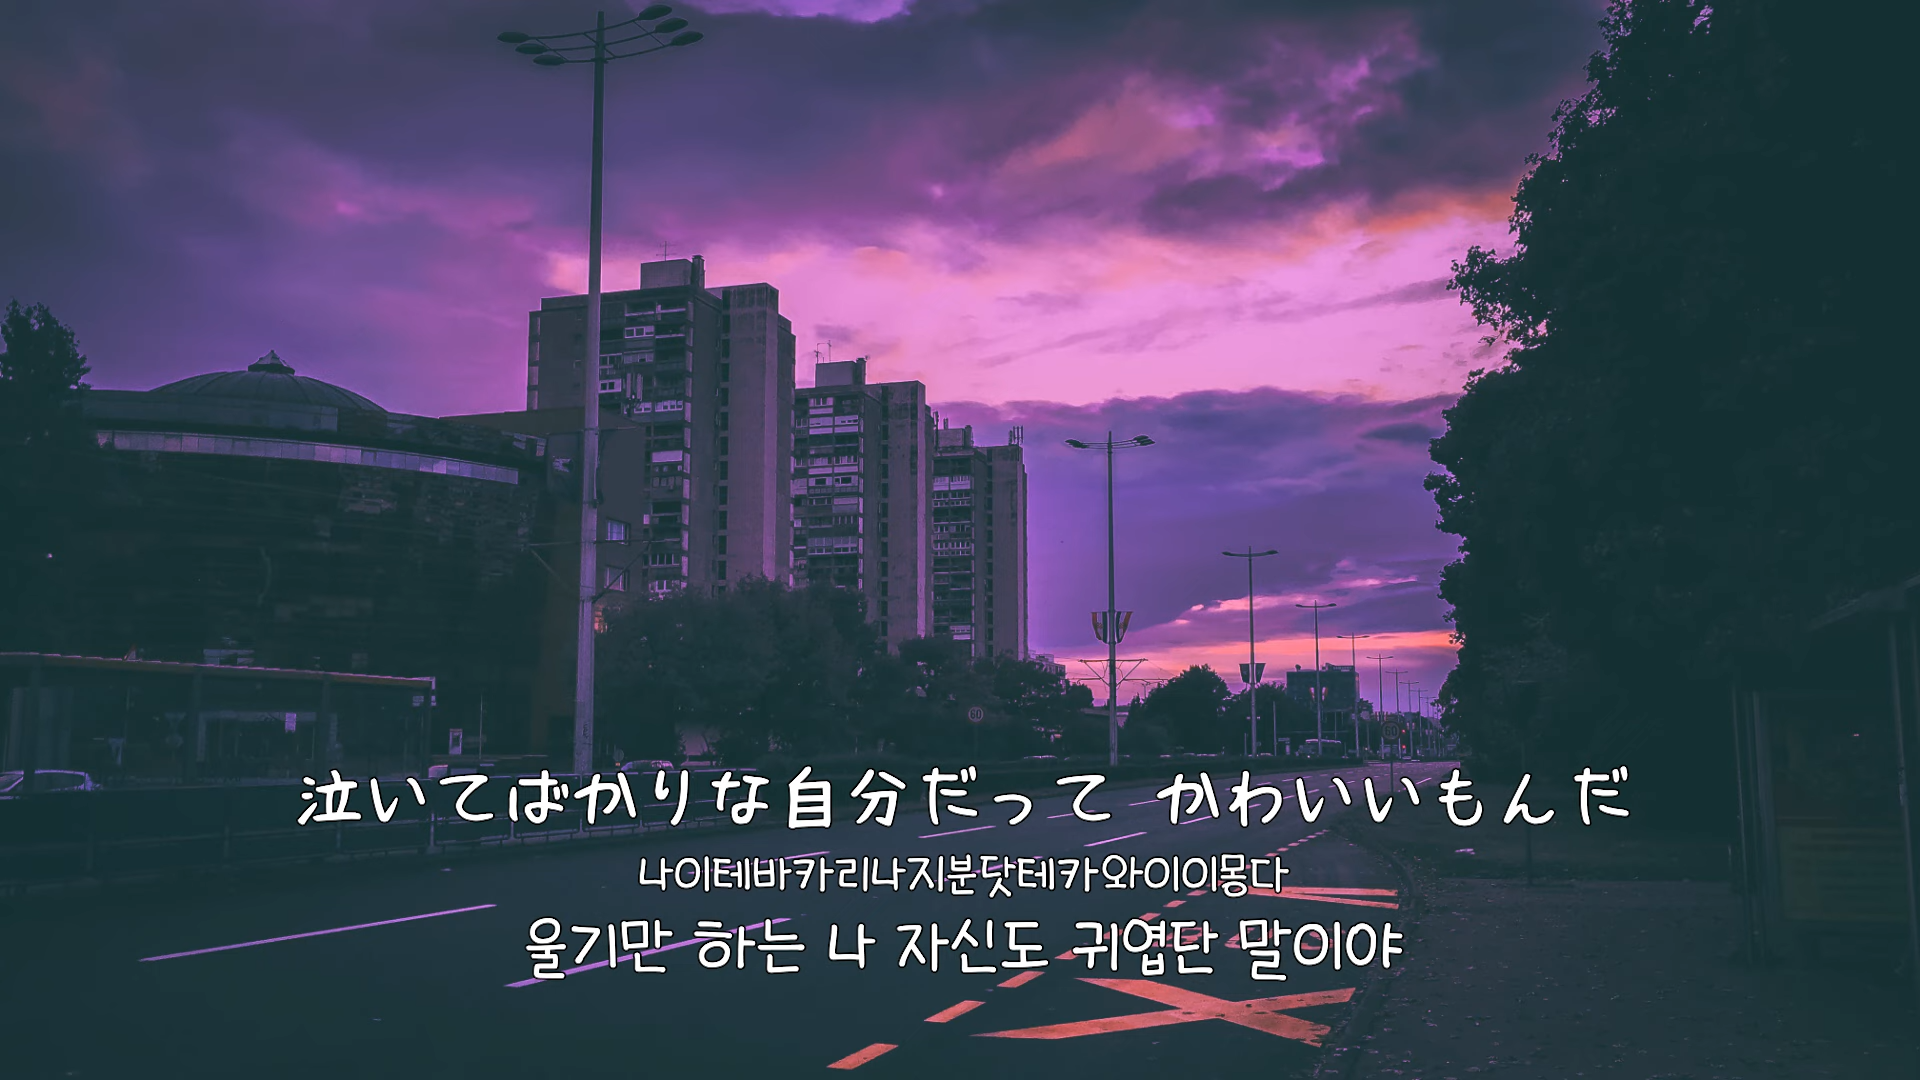 泣いてばかりな自分だって かわいいもんだ
나이테바카리나지분닷테카와이이몽다
울기만 하는 나 자신도 귀엽단 말이야
60
60